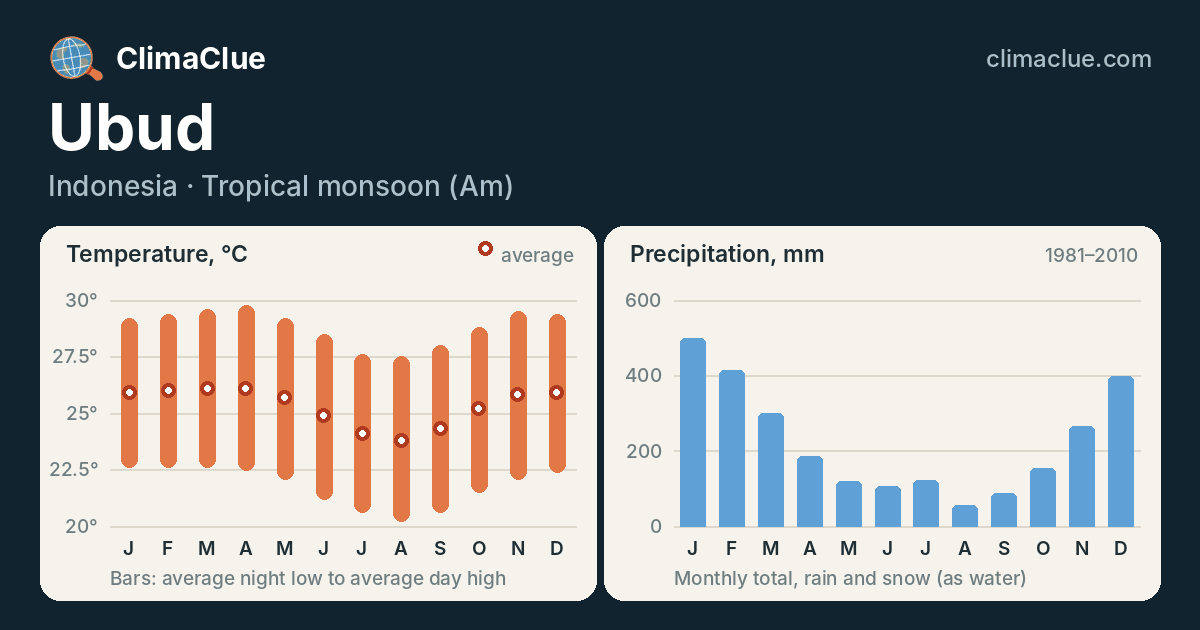 ClimaClue
climaclue.com
Ubud
Indonesia · Tropical monsoon (Am)
Temperature, °C
average
30°
27.5°
25°
22.5°
20°
J F M A M J J A S O N D
Bars: average night low to average day high
Precipitation, mm
1981–2010
600
400
200
0
J F M A M J J A S O N D
Monthly total, rain and snow (as water)